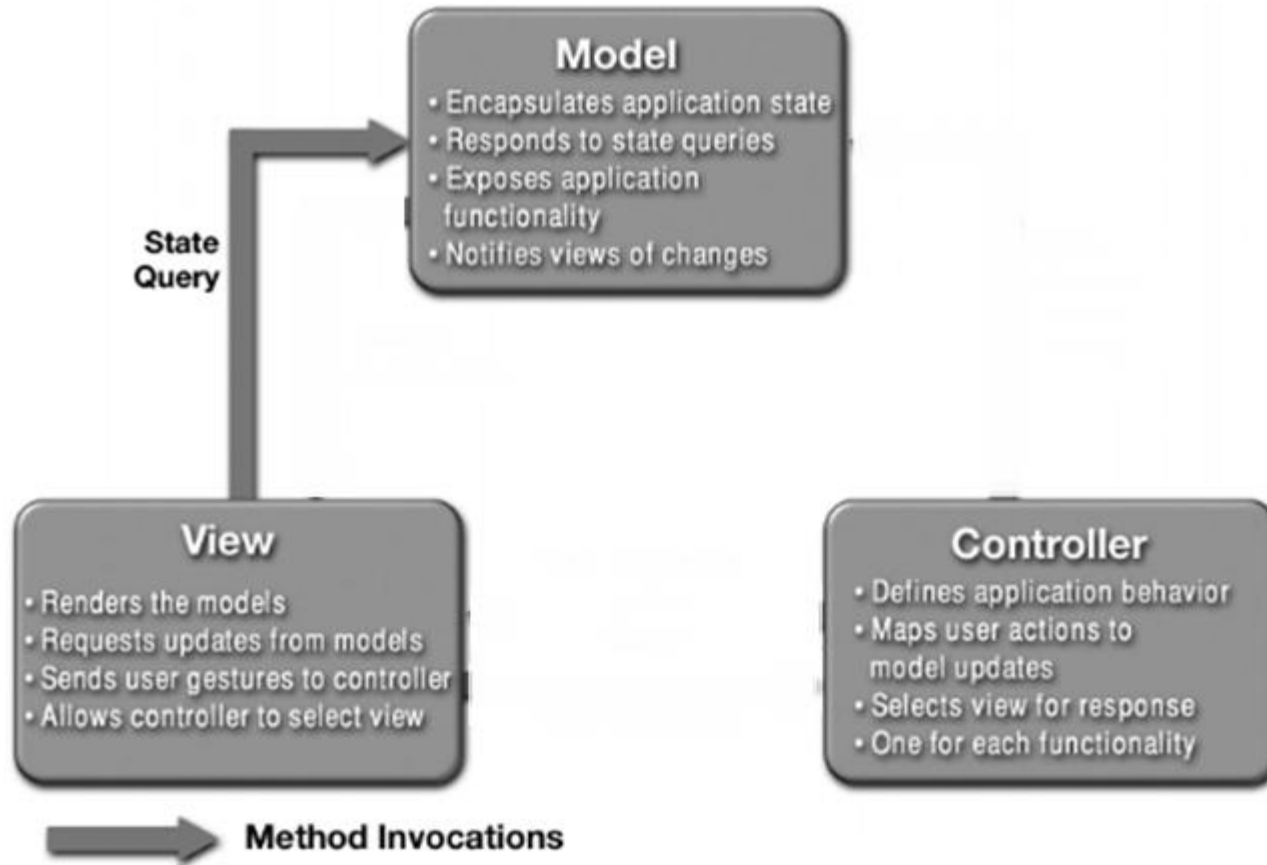 Model
• Encapsulates application state
• Responds to state queries
• Exposes application
functionality
• Notifies views of changes
State
Query
View
• Renders the models
• Requests updates from models
• Sends user gestures to controller
• Allows controller to select view
Controller
• Defines application behavior
• Maps user actions to
model updates
• Selects view for response
• One for each functionality
Method Invocations